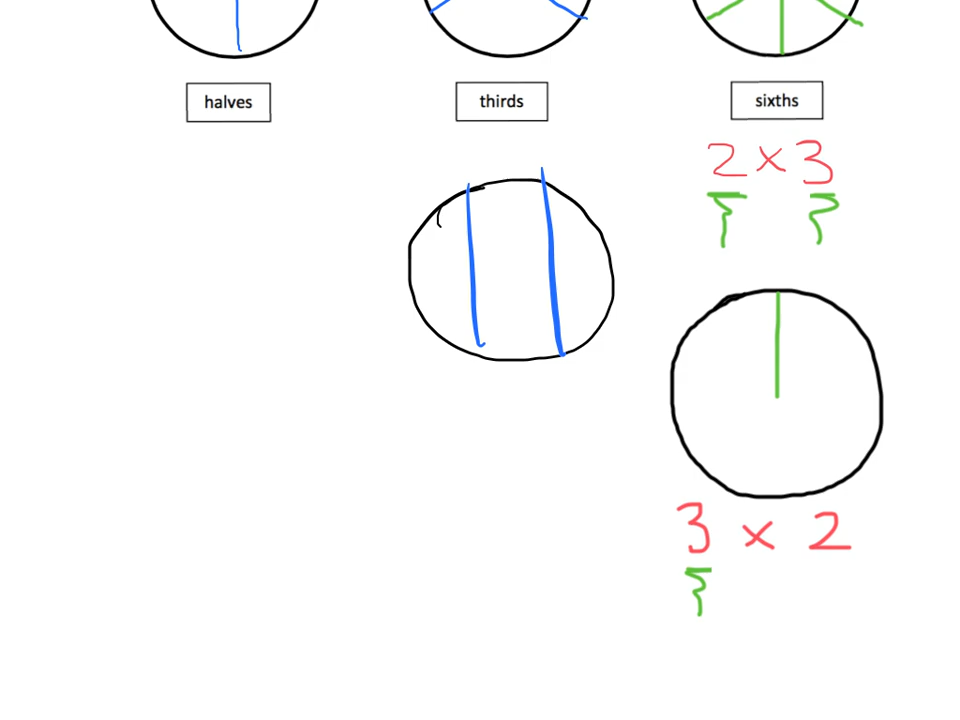 halves
thirds
sixths
2 × 3
3 × 2